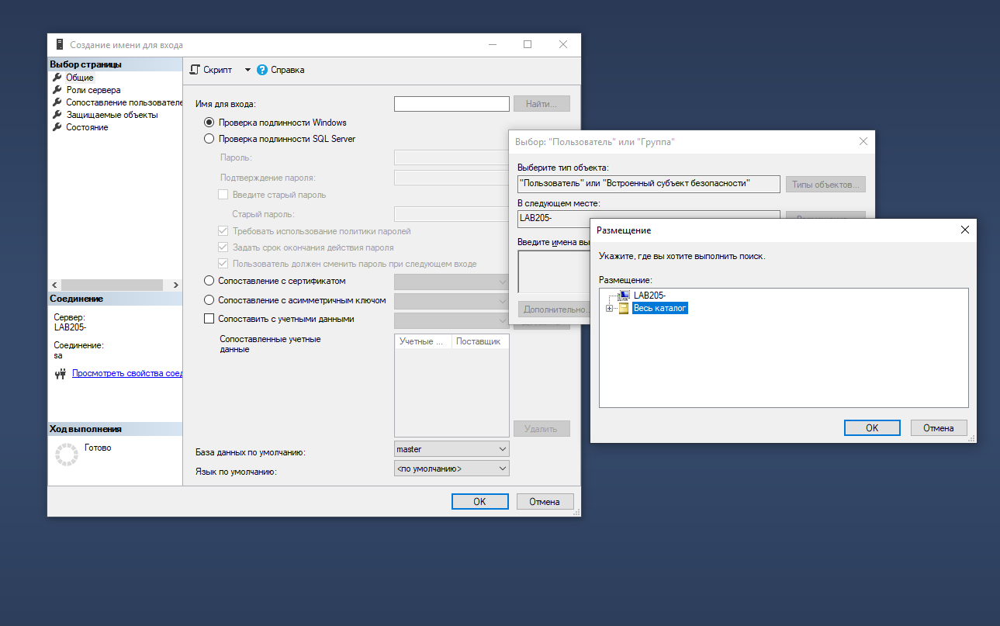 Создание имени для входа
Выбор страницы
Общие
Роли сервера
Сопоставление пользователе
Защищаемые объекты
Состояние
Соединение
Сервер:
LAB205-
Соединение:
sa
Просмотреть свойства соед
Ход выполнения
Готово
Скрипт
Справка
Имя для входа:
Найти...
Проверка подлинности Windows
Проверка подлинности SQL Server
Пароль:
Подтверждение пароля:
Введите старый пароль
Старый пароль:
Требовать использование политики паролей
Задать срок окончания действия пароля
Пользователь должен сменить пароль при следующем входе
Сопоставление с сертификатом
Сопоставление с асимметричным ключом
Сопоставить с учетными данными
Сопоставленные учетные
данные
Учетные ... Поставщик
Удалить
База данных по умолчанию:
master
Язык по умолчанию:
<по умолчанию>
OK
Отмена
Выбор: "Пользователь" или "Группа"
Выберите тип объекта:
"Пользователь" или "Встроенный субъект безопасности"
Типы объектов...
В следующем месте:
LAB205-
Введите имена вы
Дополнительно..
Размещение
Укажите, где вы хотите выполнить поиск.
Размещение:
LAB205-
Весь каталог
OK
Отмена